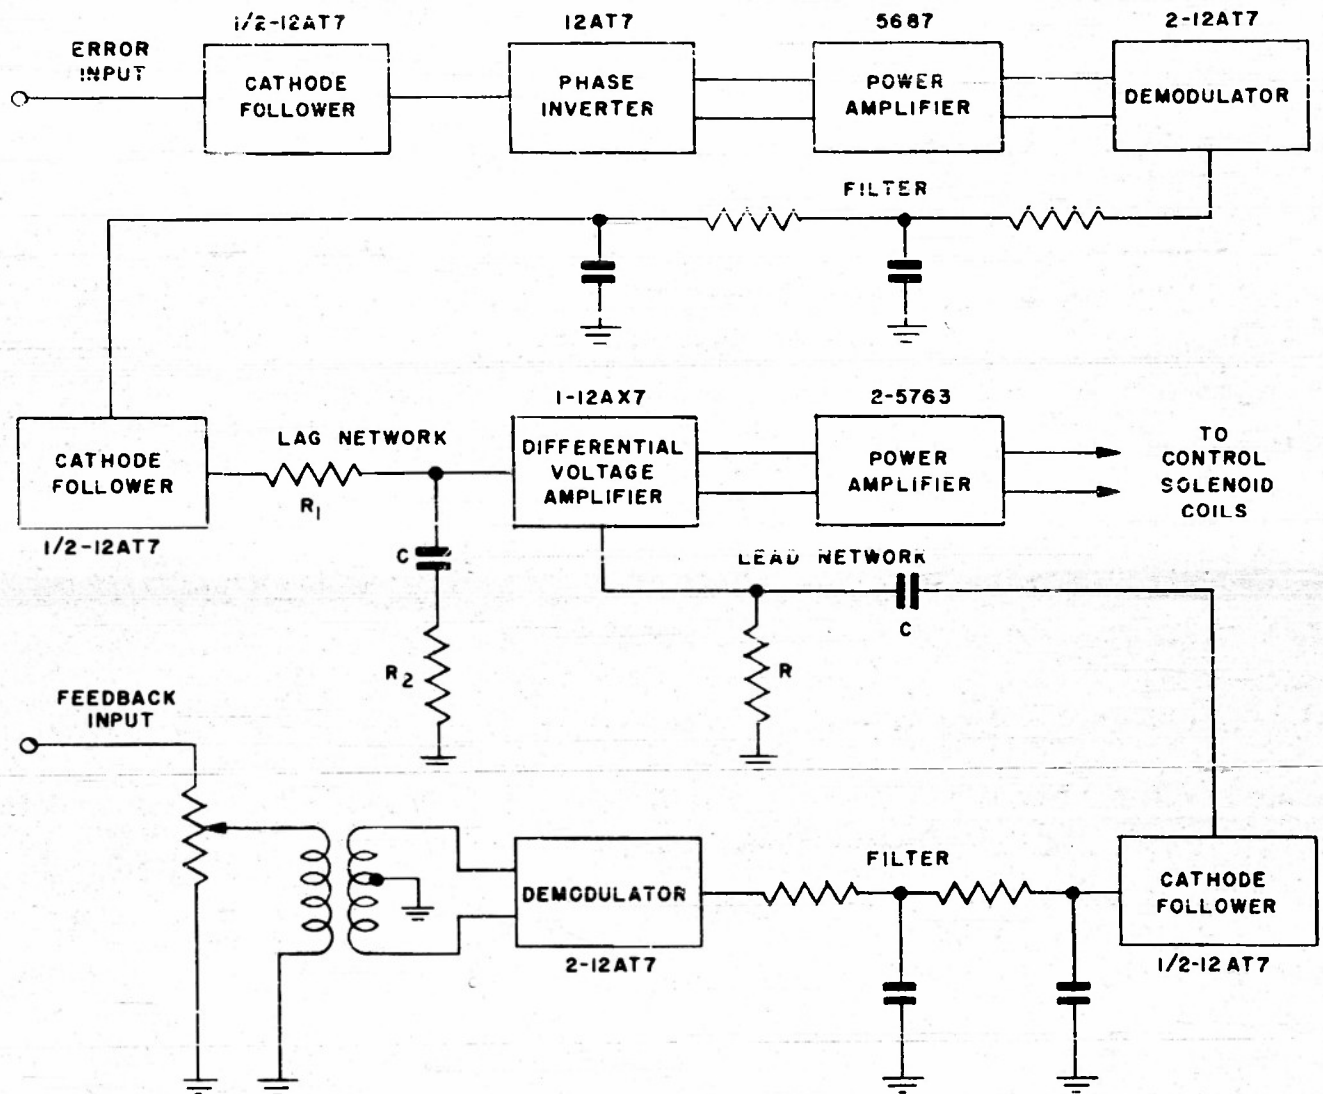 1/2-12AT7
12AT7
5687
2-12AT7
ERROR
INPUT
CATHODE
FOLLOWER
PHASE
INVERTER
POWER
AMPLIFIER
DEMODULATOR
FILTER
1-12AX7
2-5763
LAG NETWORK
CATHODE
FOLLOWER
R1
DIFFERENTIAL
VOLTAGE
AMPLIFIER
POWER
AMPLIFIER
TO
CONTROL
SOLENOID
COILS
1/2-12AT7
C
LEAD NETWORK
C
R2
R
FEEDBACK
INPUT
DEMODULATOR
2-12AT7
FILTER
CATHODE
FOLLOWER
1/2-12AT7